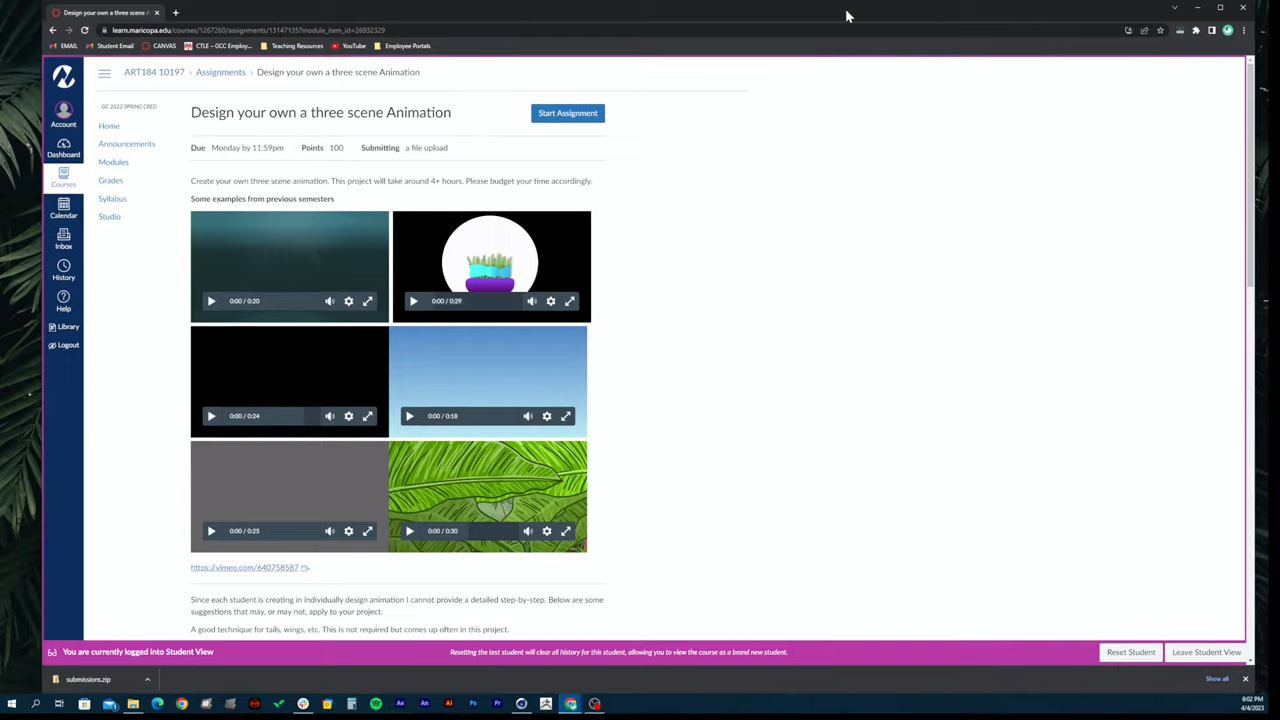 Design your own a three scene A
learn.maricopa.edu/courses/1267260/assignments/13147135?module_item_id=26932329
EMAIL
Student Email
CANVAS
CTLE – GCC Employ...
Teaching Resources
YouTube
Employee Portals
ART184 10197 > Assignments > Design your own a three scene Animation
GC 2022 SPRING CRED
Home
Announcements
Modules
Grades
Syllabus
Studio
Account
Dashboard
Courses
Calendar
Inbox
History
Help
Library
Logout
Design your own a three scene Animation
Start Assignment
Due Monday by 11:59pm Points 100 Submitting a file upload
Create your own three scene animation. This project will take around 4+ hours. Please budget your time accordingly.
Some examples from previous semesters
0:00 / 0:20
0:00 / 0:29
0:00 / 0:24
0:00 / 0:18
0:00 / 0:25
0:00 / 0:30
https://vimeo.com/640758587
Since each student is creating in individually design animation I cannot provide a detailed step-by-step. Below are some
suggestions that may, or may not, apply to your project.
A good technique for tails, wings, etc. This is not required but comes up often in this project.
You are currently logged into Student View
Resetting the test student will clear all history for this student, allowing you to view the course as a brand new student.
Reset Student
Leave Student View
submissions.zip
Show all
Ae
An
Ai
Ps
Pr
6:02 PM
4/4/2023